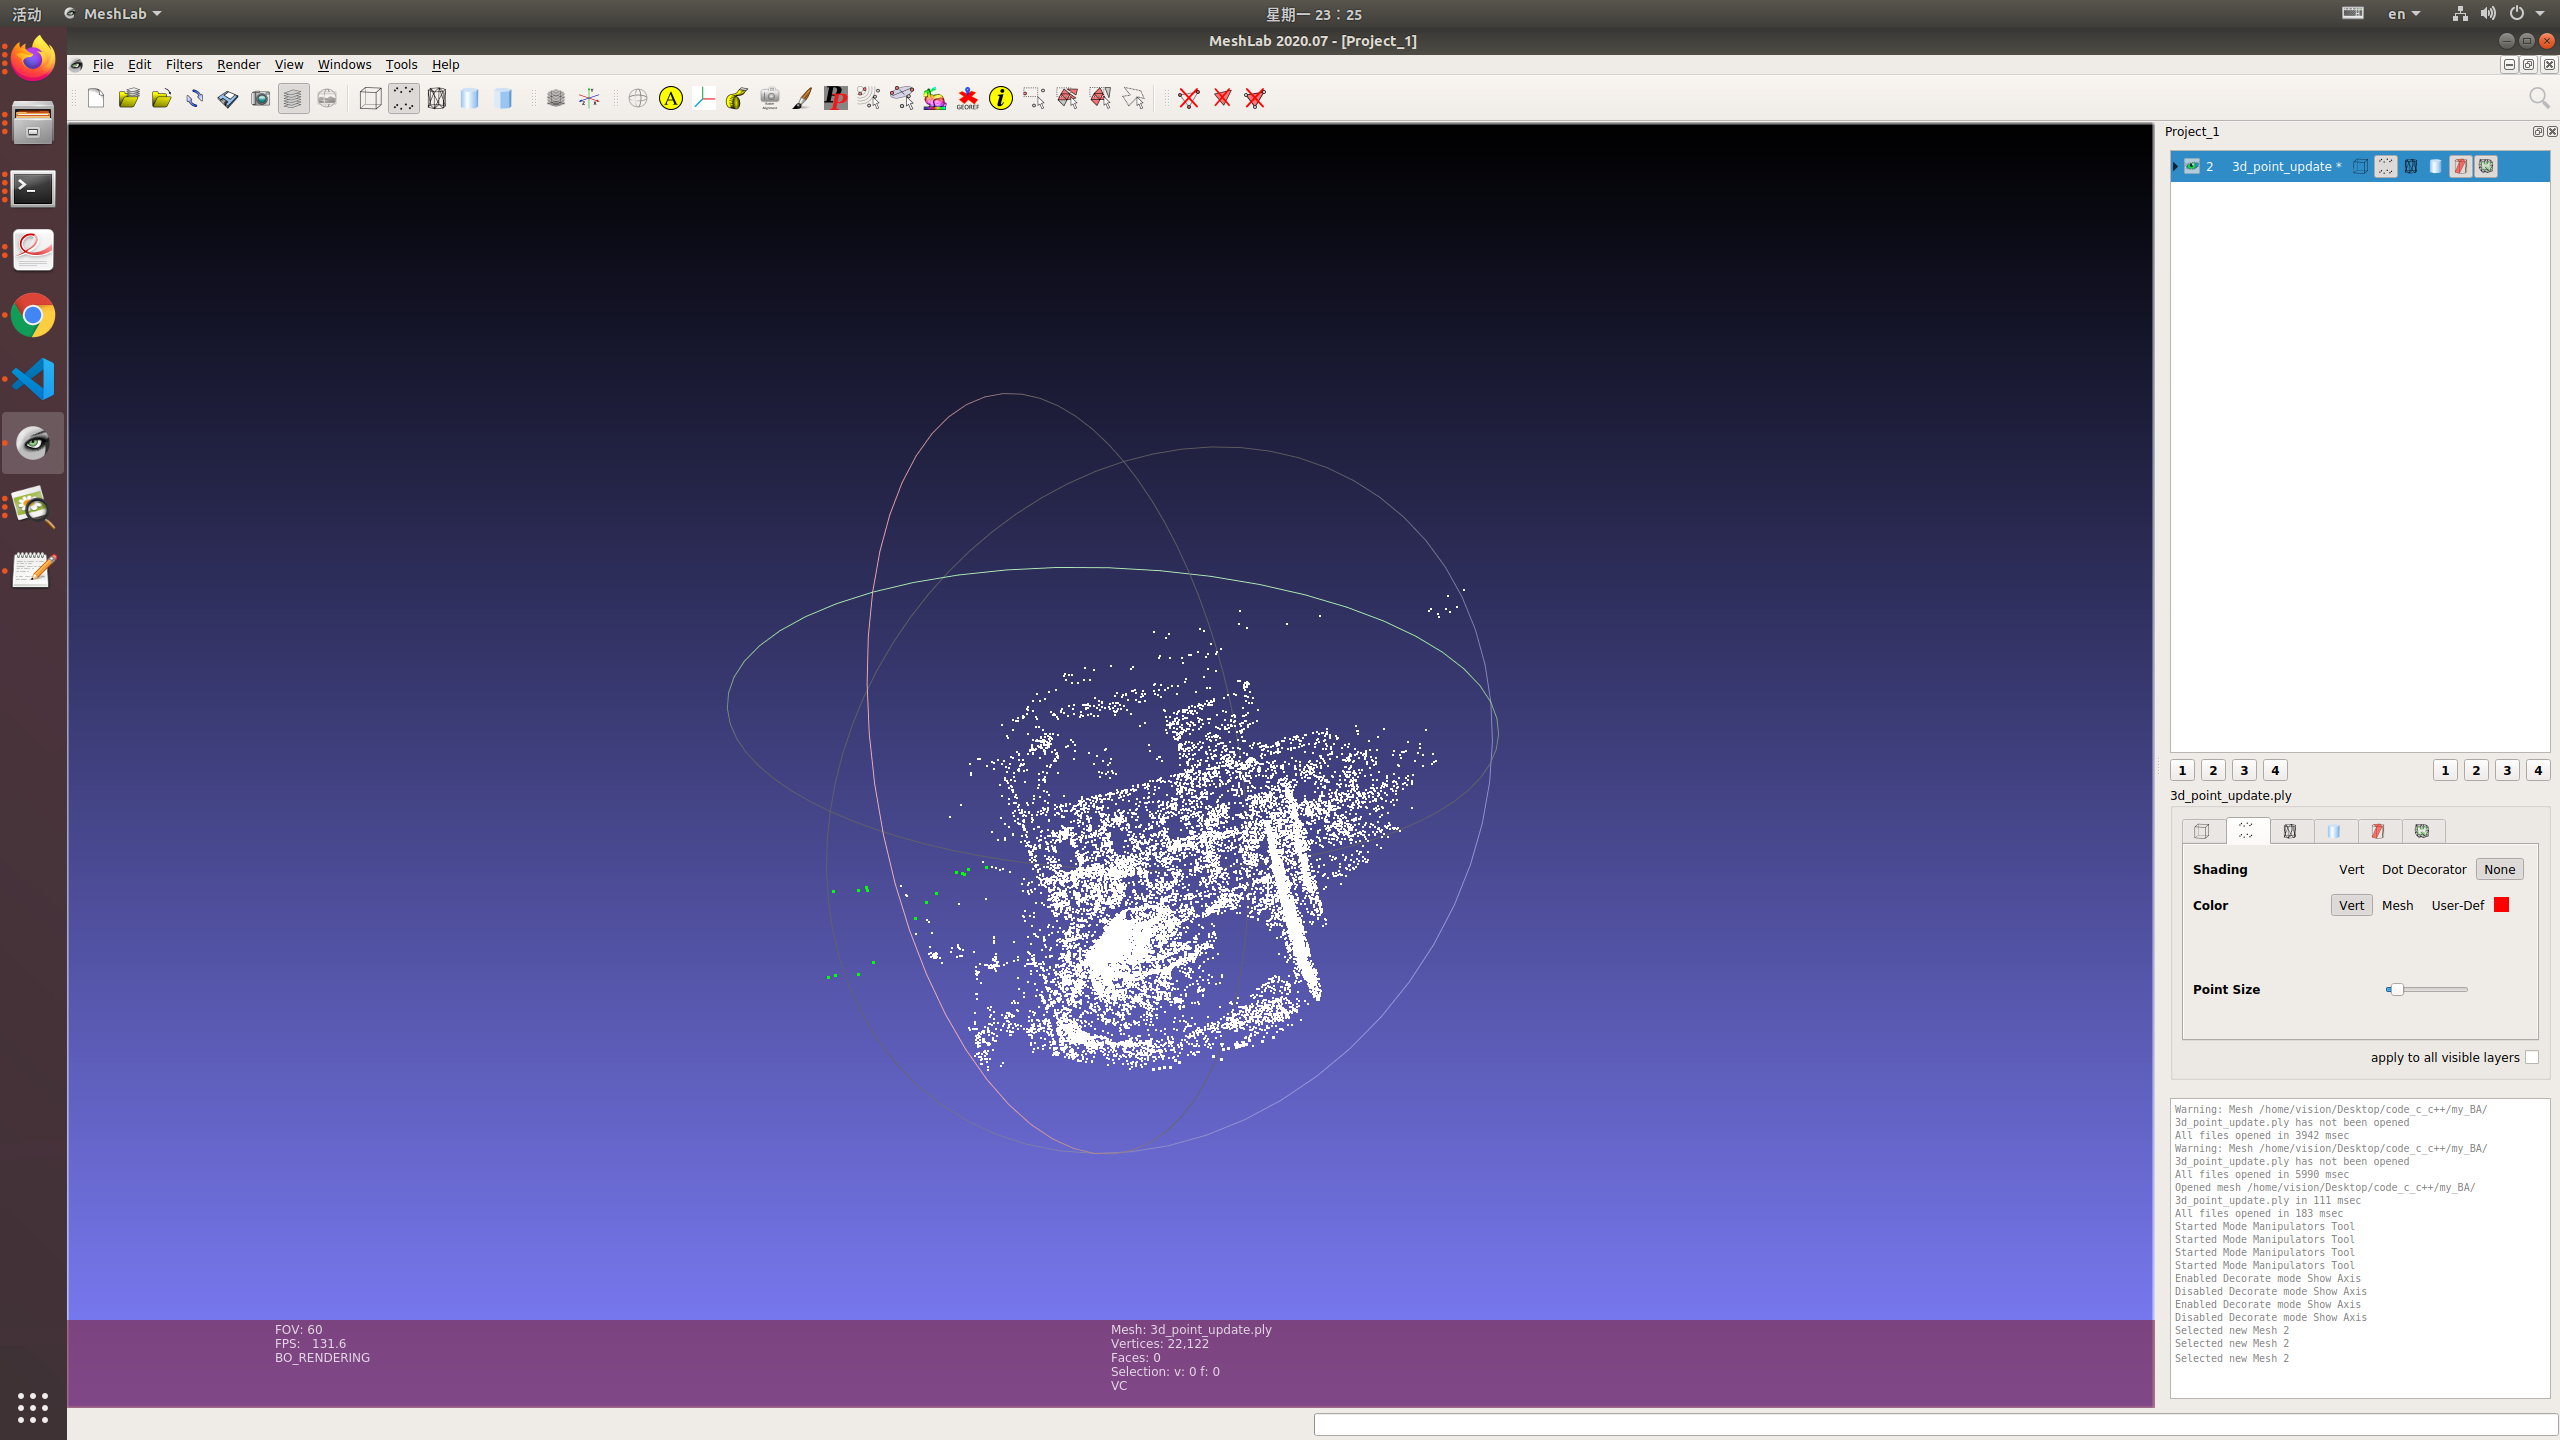 活动
MeshLab
星期一 23：25
en
MeshLab 2020.07 - [Project_1]
File Edit Filters Render View Windows Tools Help
A
PP
GEOREF
i
Project_1
2 3d_point_update *
1 2 3 4 1 2 3 4
3d_point_update.ply
Shading Vert Dot Decorator None
Color Vert Mesh User-Def
Point Size
apply to all visible layers
Warning: Mesh /home/vision/Desktop/code_c_c++/my_BA/
3d_point_update.ply has not been opened
All files opened in 3942 msec
Warning: Mesh /home/vision/Desktop/code_c_c++/my_BA/
3d_point_update.ply has not been opened
All files opened in 5990 msec
Opened mesh /home/vision/Desktop/code_c_c++/my_BA/
3d_point_update.ply in 111 msec
All files opened in 183 msec
Started Mode Manipulators Tool
Started Mode Manipulators Tool
Started Mode Manipulators Tool
Started Mode Manipulators Tool
Enabled Decorate mode Show Axis
Disabled Decorate mode Show Axis
Enabled Decorate mode Show Axis
Disabled Decorate mode Show Axis
Selected new Mesh 2
Selected new Mesh 2
Selected new Mesh 2
FOV: 60
FPS: 131.6
BO_RENDERING
Mesh: 3d_point_update.ply
Vertices: 22,122
Faces: 0
Selection: v: 0 f: 0
VC